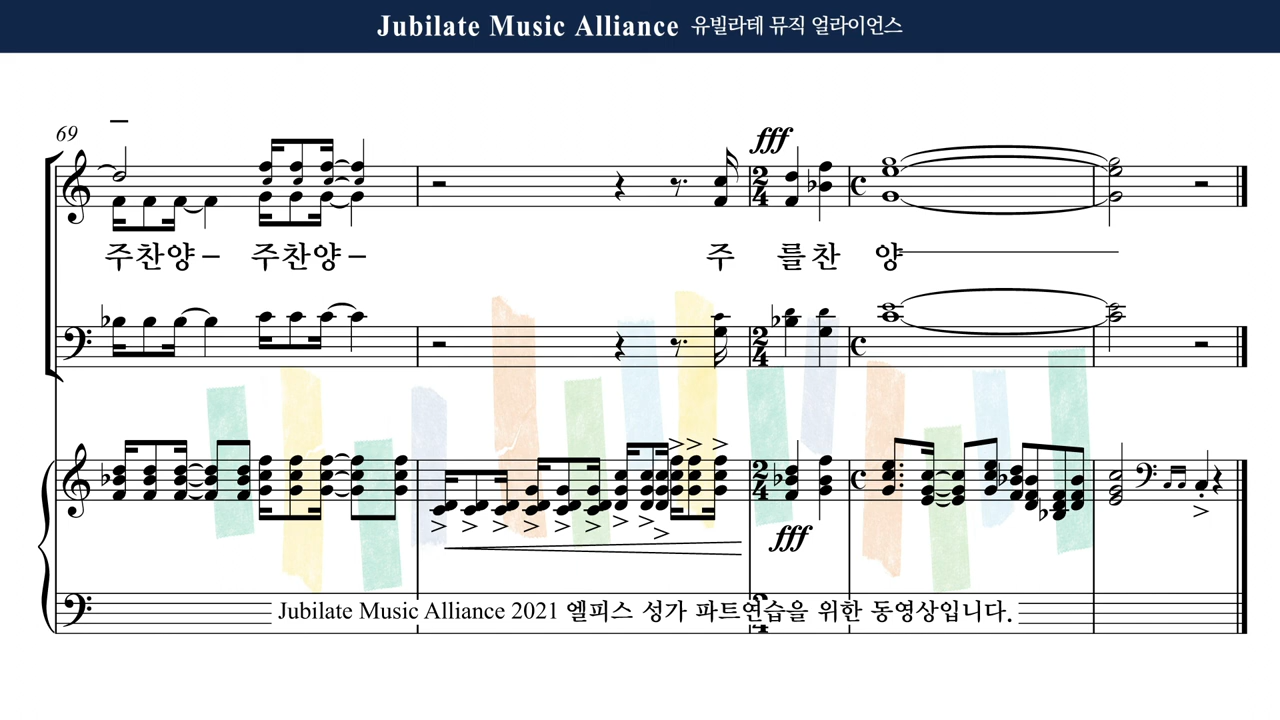 Jubilate Music Alliance 유빌라테 뮤직 얼라이언스
69
fff
주찬양– 주찬양– 주 를찬 양
fff
Jubilate Music Alliance 2021 엘피스 성가 파트연습을 위한 동영상입니다.